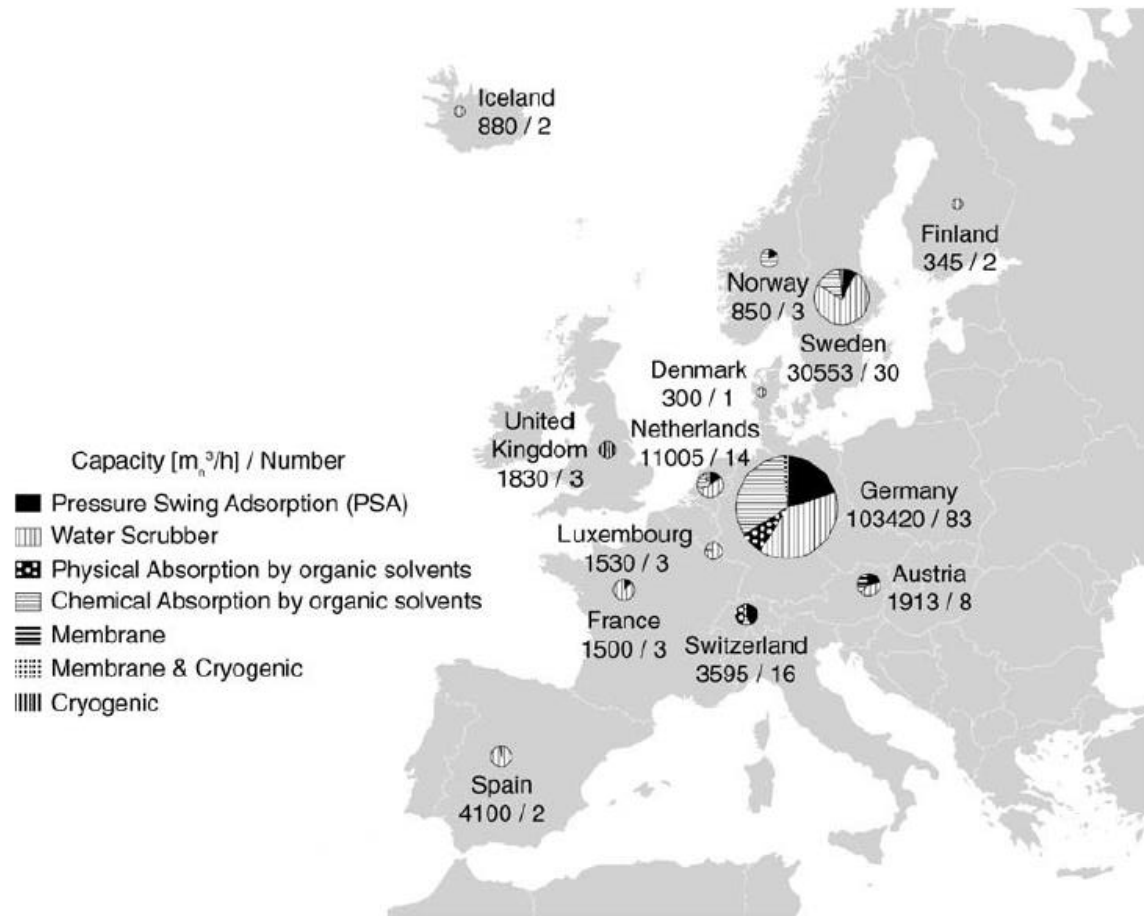 Iceland
880 / 2
Finland
345 / 2
Norway
850 / 3
Sweden
30553 / 30
Denmark
300 / 1
United
Kingdom
1830 / 3
Netherlands
11005 / 14
Germany
103420 / 83
Luxembourg
1530 / 3
Austria
1913 / 8
France
1500 / 3
Switzerland
3595 / 16
Spain
4100 / 2
Capacity [mₙ³/h] / Number
Pressure Swing Adsorption (PSA)
Water Scrubber
Physical Absorption by organic solvents
Chemical Absorption by organic solvents
Membrane
Membrane & Cryogenic
Cryogenic